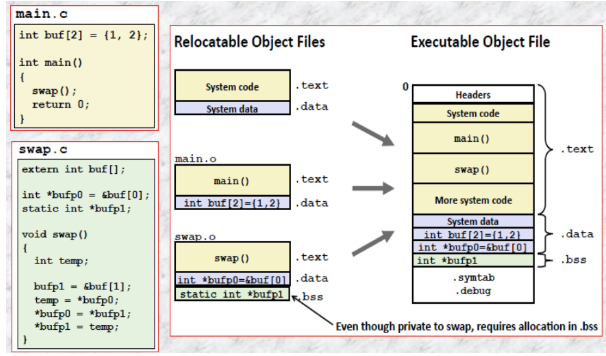 main.c
int buf[2] = {1, 2};
int main()
{
swap();
return 0;
}
swap.c
extern int buf[];
int *bufp0 = &buf[0];
static int *bufp1;
void swap()
{
int temp;
bufp1 = &buf[1];
temp = *bufp0;
*bufp0 = *bufp1;
*bufp1 = temp;
}
Relocatable Object Files
System code .text
System data .data
main.o
main() .text
int buf[2]={1,2} .data
swap.o
swap() .text
int *bufp0=&buf[0] .data
static int *bufp1 .bss
Executable Object File
0
Headers
System code
main()
swap()
More system code
.text
System data
int buf[2]={1,2}
int *bufp0=&buf[0]
.data
int *bufp1 .bss
.symtab
.debug
Even though private to swap, requires allocation in .bss